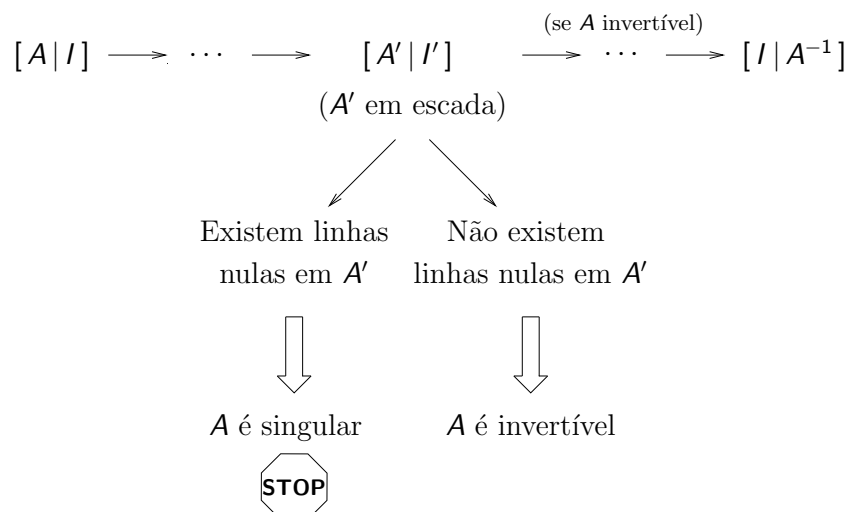 (se A invertível)
[A | I] ⟶ ⋯ ⟶ [A′ | I′] ⟶ ⋯ ⟶ [I | A⁻¹]
(A′ em escada)
Existem linhas nulas em A′
Não existem linhas nulas em A′
A é singular
A é invertível
STOP